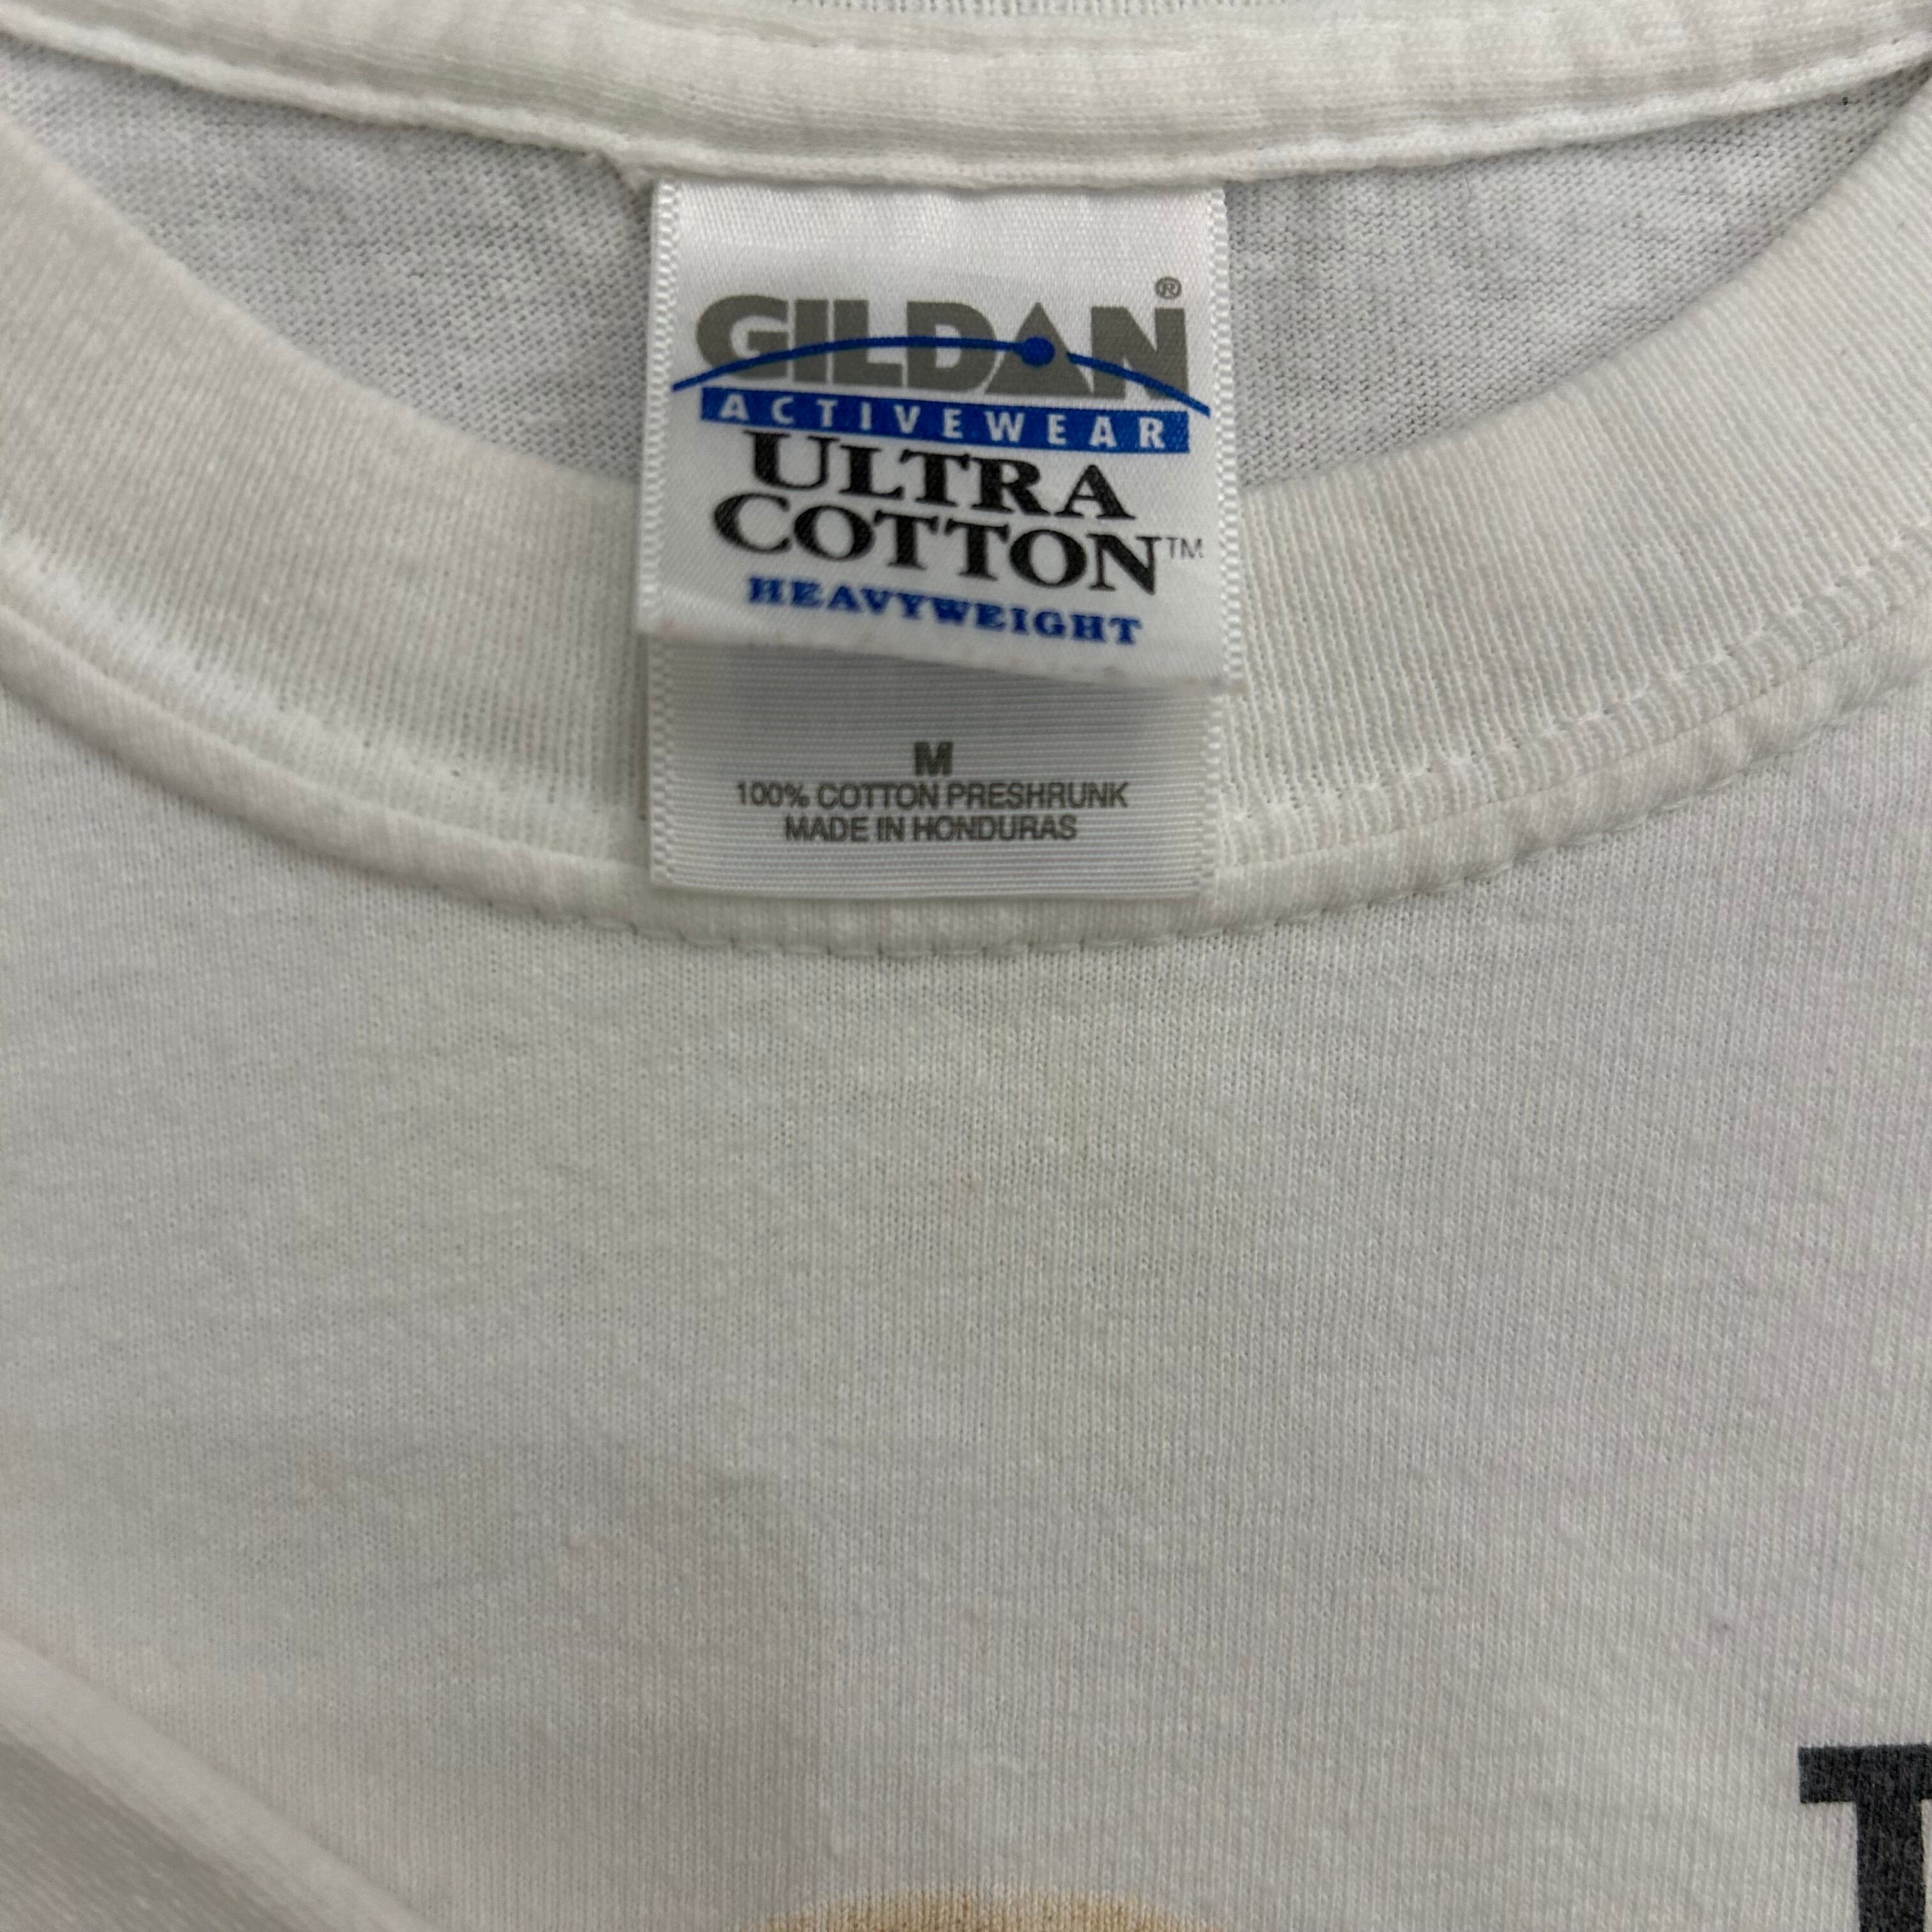 GILDAN®
ACTIVEWEAR
ULTRA
COTTON™
HEAVYWEIGHT
M
100% COTTON PRESHRUNK
MADE IN HONDURAS